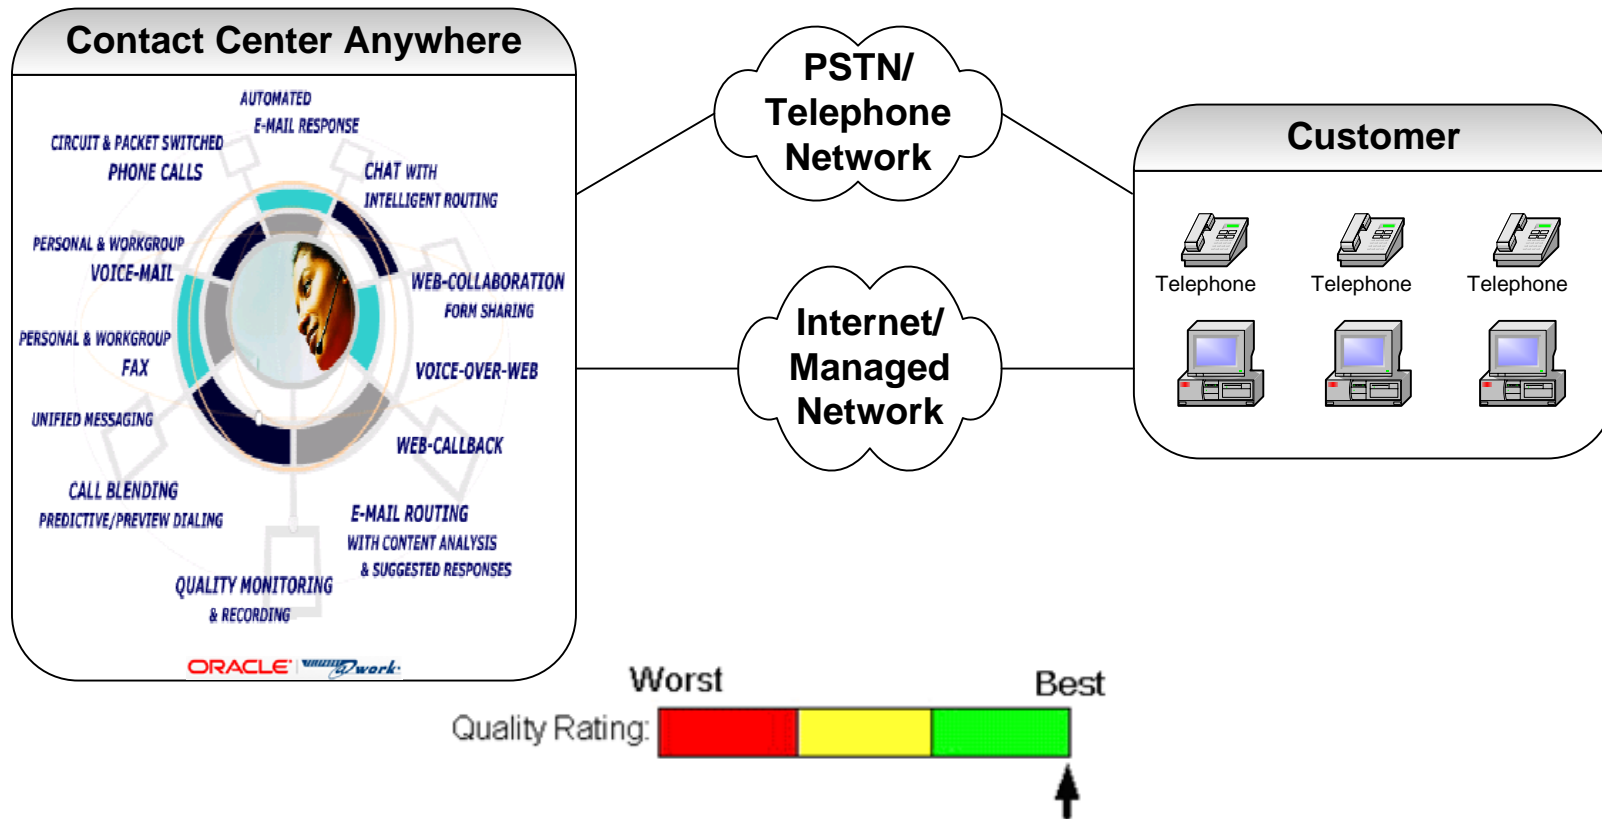 Contact Center Anywhere
AUTOMATED
E-MAIL RESPONSE
CIRCUIT & PACKET SWITCHED
PHONE CALLS
CHAT WITH
INTELLIGENT ROUTING
PERSONAL & WORKGROUP
VOICE-MAIL
WEB-COLLABORATION
FORM SHARING
PERSONAL & WORKGROUP
FAX
VOICE-OVER-WEB
UNIFIED MESSAGING
WEB-CALLBACK
CALL BLENDING
PREDICTIVE/PREVIEW DIALING
E-MAIL ROUTING
WITH CONTENT ANALYSIS
& SUGGESTED RESPONSES
QUALITY MONITORING
& RECORDING
ORACLE
work
PSTN/
Telephone
Network
Internet/
Managed
Network
Customer
Telephone Telephone Telephone
Worst Best
Quality Rating: